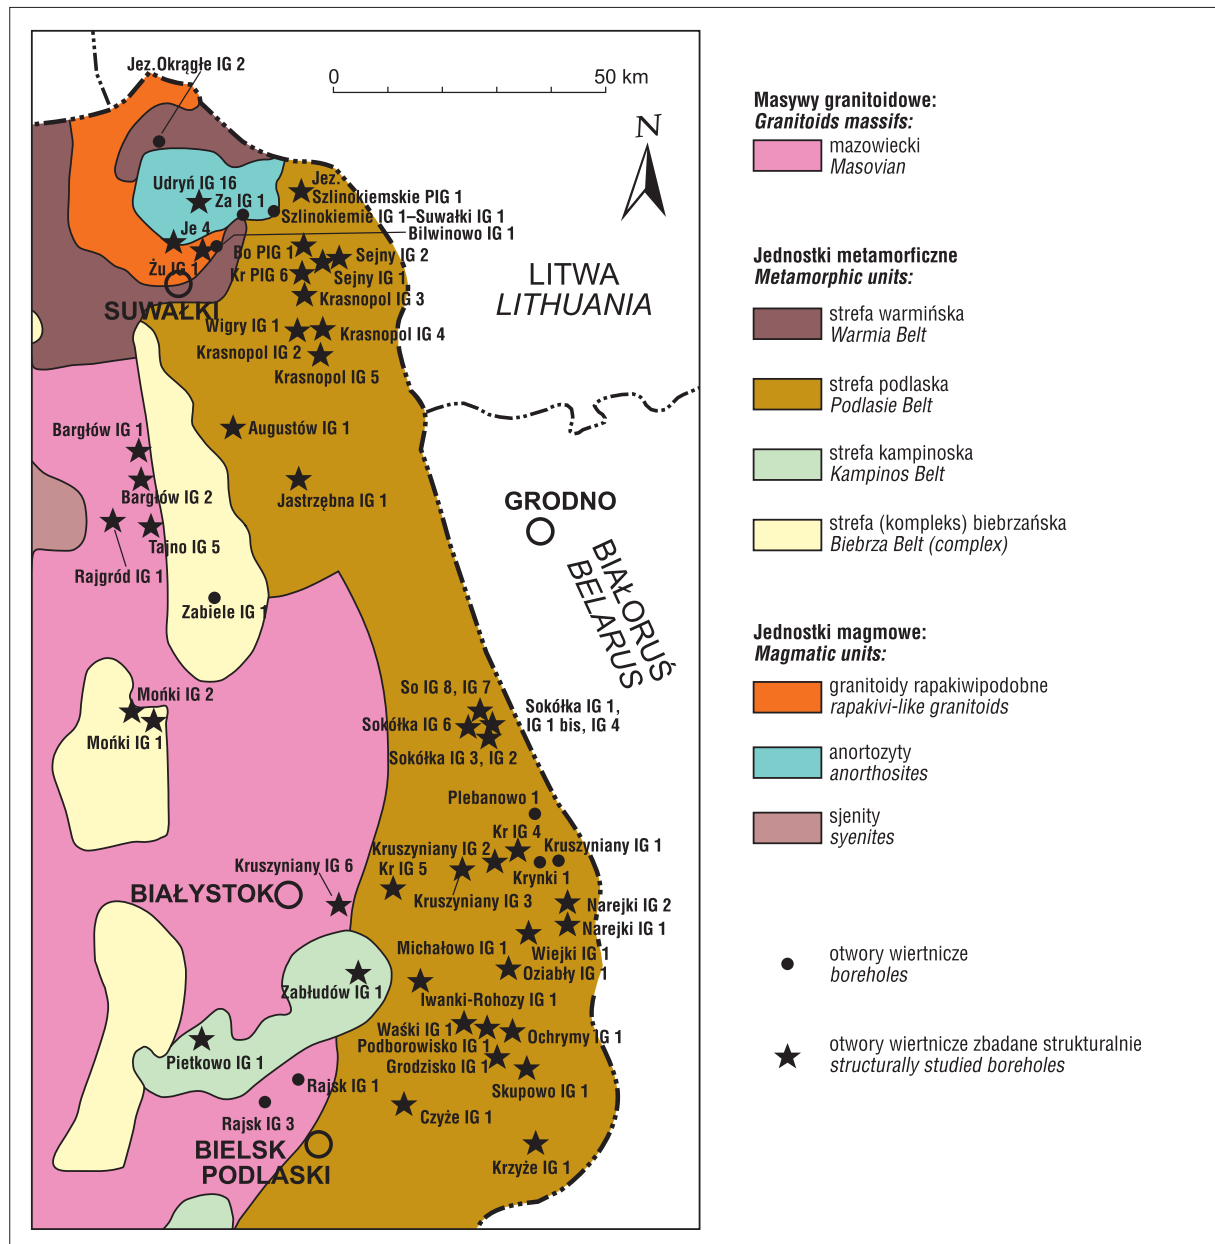 Jez.Okrągłe IG 2
0
50 km
N
Udryń IG 16
Za IG 1
Jez.
Szlinokiemskie PIG 1
Szlinokiemie IG 1–Suwałki IG 1
Bilwinowo IG 1
Je 4
Żu IG 1
Bo PIG 1
Sejny IG 2
Kr PIG 6
Sejny IG 1
SUWAŁKI
Krasnopol IG 3
Wigry IG 1
Krasnopol IG 4
Krasnopol IG 2
Krasnopol IG 5
LITWA
LITHUANIA
Bargłów IG 1
Augustów IG 1
Bargłów IG 2
Jastrzębna IG 1
Tajno IG 5
Rajgród IG 1
GRODNO
BIAŁORUŚ
BELARUS
Zabiele IG 1
Mońki IG 2
Mońki IG 1
So IG 8, IG 7
Sokółka IG 1,
IG 1 bis, IG 4
Sokółka IG 6
Sokółka IG 3, IG 2
Plebanowo 1
Kr IG 4
Kruszyniany IG 2
Kruszyniany IG 1
Kruszyniany IG 6
Kr IG 5
Krynki 1
BIAŁYSTOK
Kruszyniany IG 3
Narejki IG 2
Narejki IG 1
Michałowo IG 1
Wiejki IG 1
Oziabły IG 1
Zabłudów IG 1
Iwanki-Rohozy IG 1
Waśki IG 1
Ochrymy IG 1
Podborowisko IG 1
Pietkowo IG 1
Grodzisko IG 1
Rajsk IG 1
Skupowo IG 1
Rajsk IG 3
Czyże IG 1
BIELSK
PODLASKI
Krzyże IG 1
Masywy granitoidowe:
Granitoids massifs:
mazowiecki
Masovian
Jednostki metamorficzne
Metamorphic units:
strefa warmińska
Warmia Belt
strefa podlaska
Podlasie Belt
strefa kampinoska
Kampinos Belt
strefa (kompleks) biebrzańska
Biebrza Belt (complex)
Jednostki magmowe:
Magmatic units:
granitoidy rapakiwipodobne
rapakivi-like granitoids
anortozyty
anorthosites
sjenity
syenites
otwory wiertnicze
boreholes
otwory wiertnicze zbadane strukturalnie
structurally studied boreholes